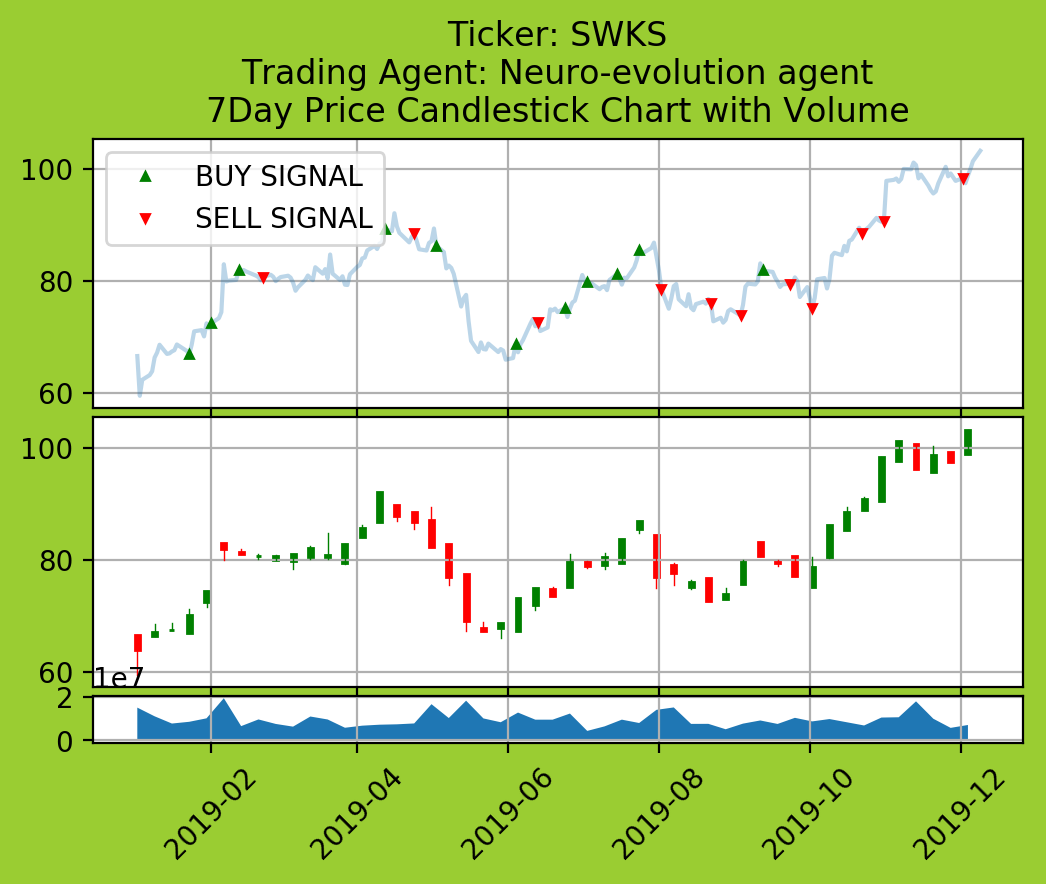 Ticker: SWKS
Trading Agent: Neuro-evolution agent
7Day Price Candlestick Chart with Volume
BUY SIGNAL
SELL SIGNAL
100
80
60
100
80
60
1e7
2
0
2019-02
2019-04
2019-06
2019-08
2019-10
2019-12